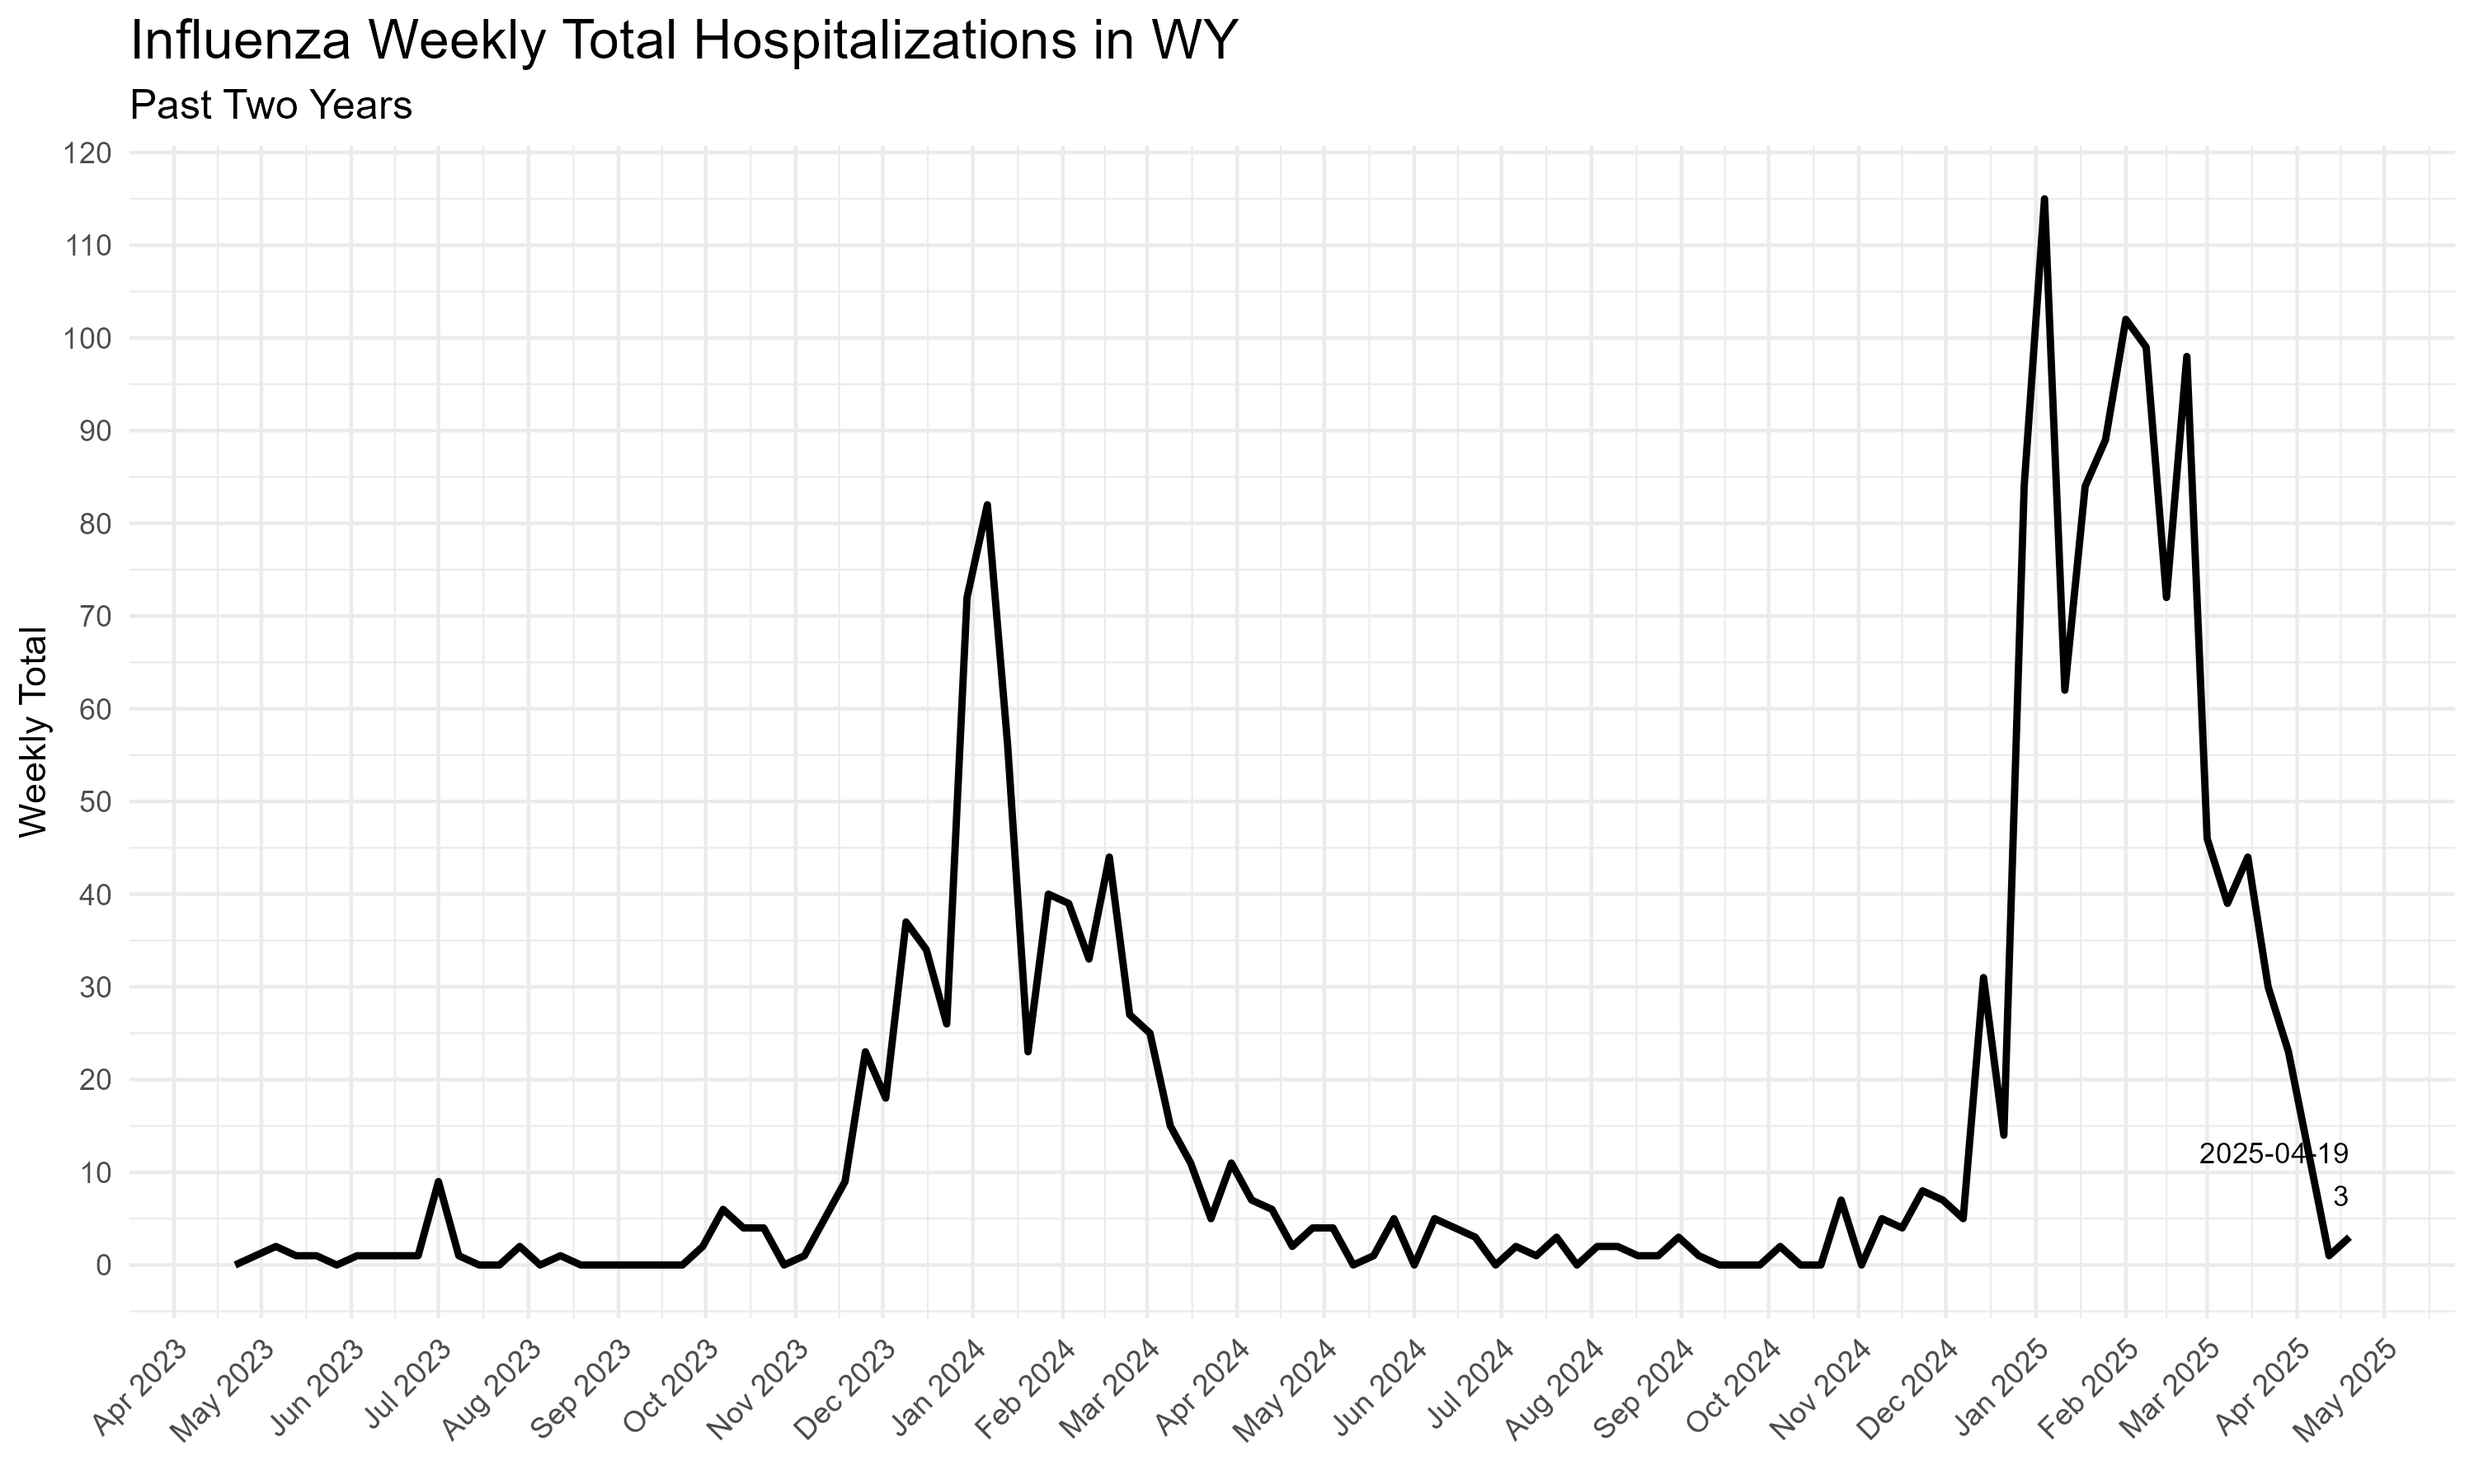 Influenza Weekly Total Hospitalizations in WY
Past Two Years
120
110
100
90
80
70
60
50
40
30
20
10
0
Weekly Total
2025-04-19
3
Apr 2023
May 2023
Jun 2023
Jul 2023
Aug 2023
Sep 2023
Oct 2023
Nov 2023
Dec 2023
Jan 2024
Feb 2024
Mar 2024
Apr 2024
May 2024
Jun 2024
Jul 2024
Aug 2024
Sep 2024
Oct 2024
Nov 2024
Dec 2024
Jan 2025
Feb 2025
Mar 2025
Apr 2025
May 2025